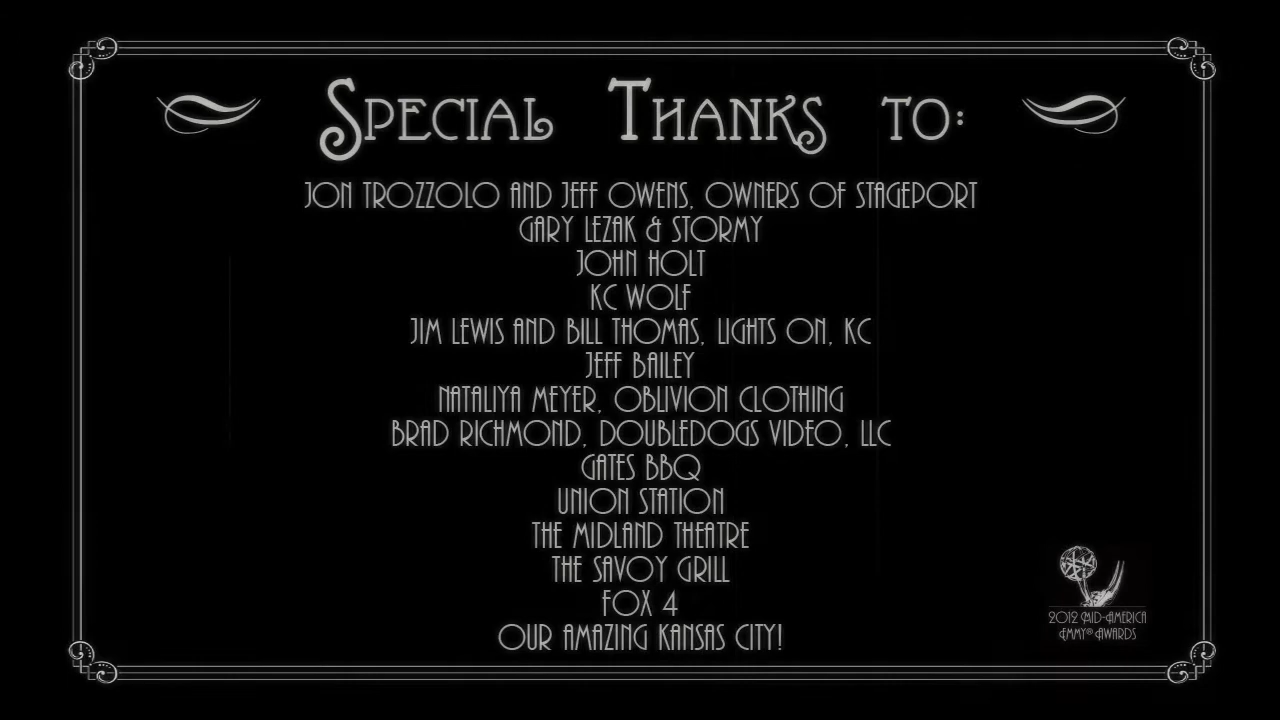 SPECIAL THANKS TO:
JON TROZZOLO AND JEFF OWENS, OWNERS OF STAGEPORT
GARY LEZAK & STORMY
JOHN HOLT
KC WOLF
JIM LEWIS AND BILL THOMAS, LIGHTS ON, KC
JEFF BAILEY
NATALIYA MEYER, OBLIVION CLOTHING
BRAD RICHMOND, DOUBLEDOGS VIDEO, LLC
GATES BBQ
UNION STATION
THE MIDLAND THEATRE
THE SAVOY GRILL
FOX 4
OUR AMAZING KANSAS CITY!
2012 MID-AMERICA
EMMY® AWARDS